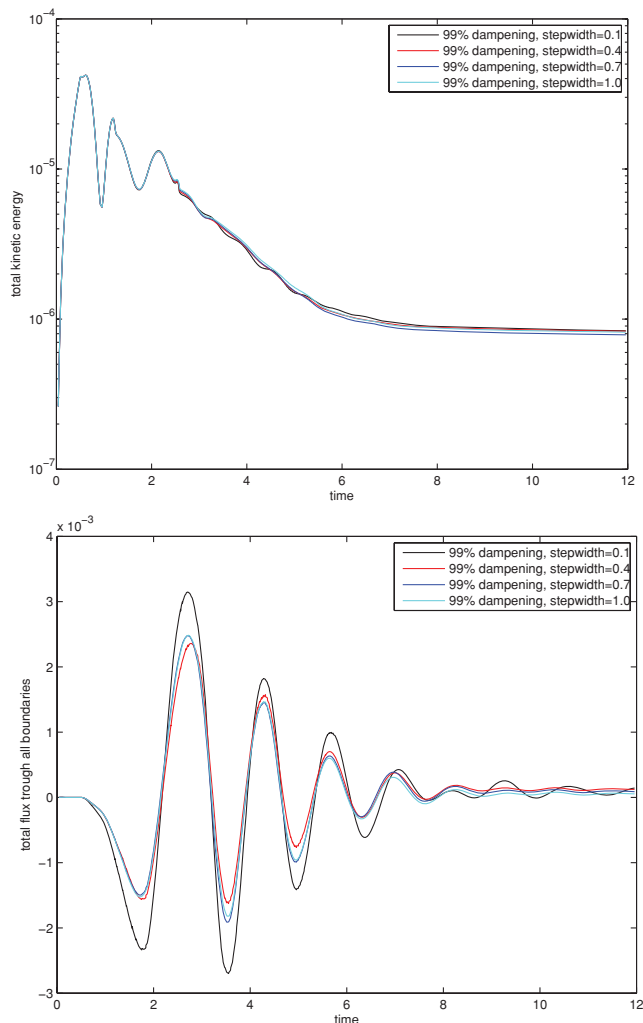 10^-4
99% dampening, stepwidth=0.1
99% dampening, stepwidth=0.4
99% dampening, stepwidth=0.7
99% dampening, stepwidth=1.0
10^-5
total kinetic energy
10^-6
10^-7
0 2 4 6 8 10 12
time
x 10^-3
4
99% dampening, stepwidth=0.1
99% dampening, stepwidth=0.4
99% dampening, stepwidth=0.7
99% dampening, stepwidth=1.0
3
2
1
total flux trough all boundaries
0
−1
−2
−3
0 2 4 6 8 10 12
time